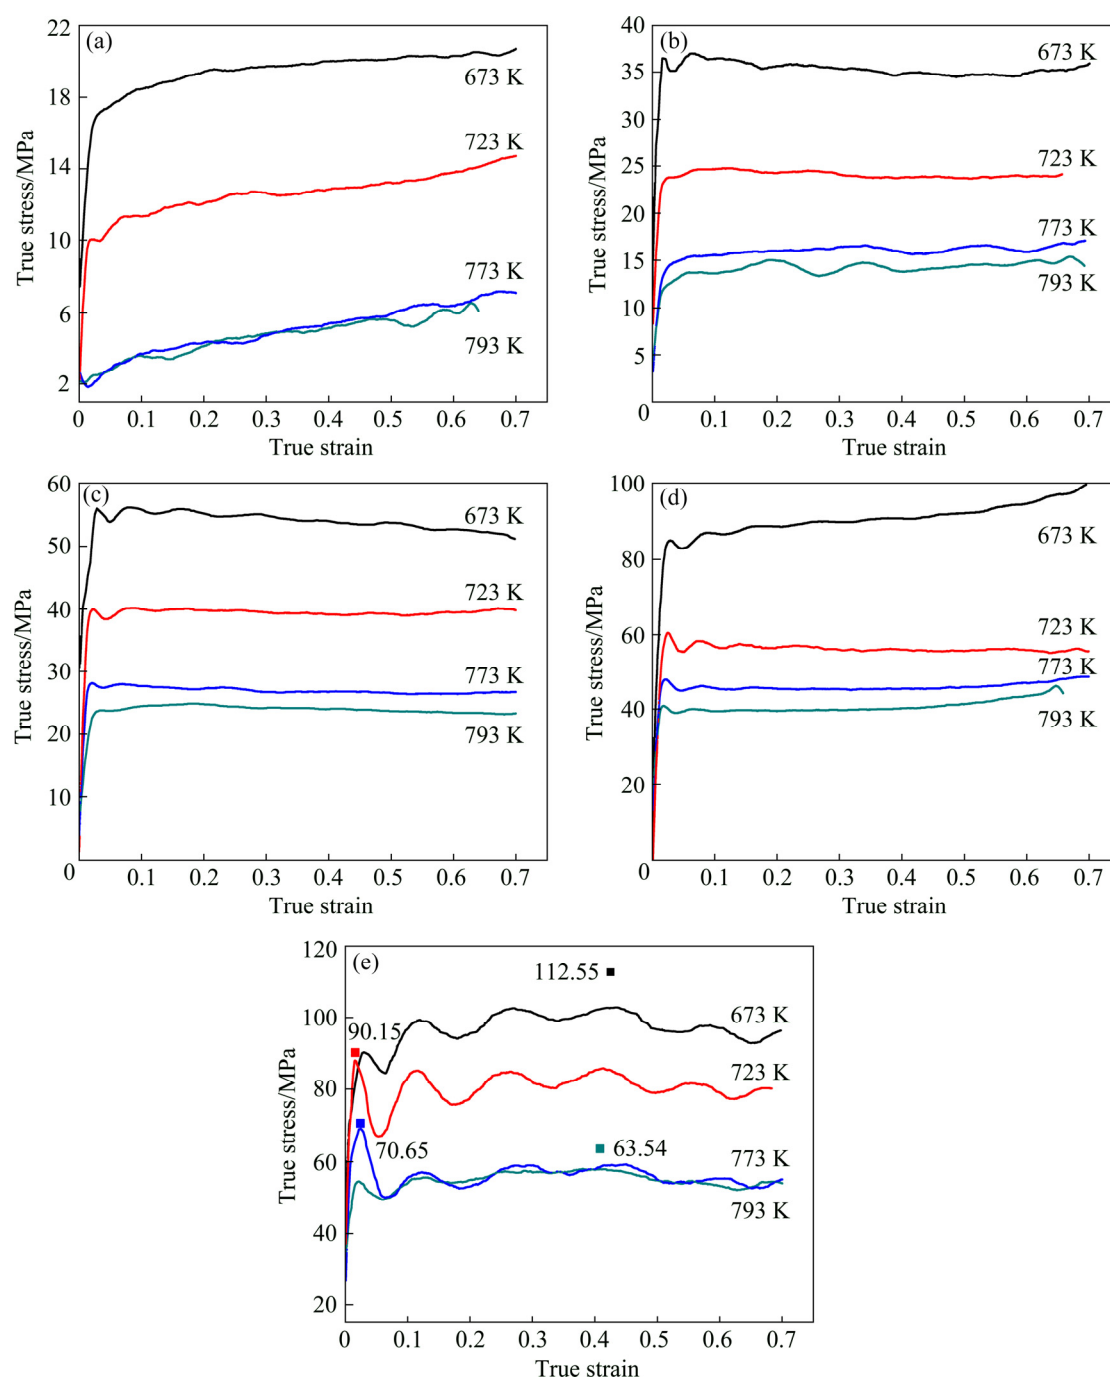 (a)
22
18
14
10
6
2
True stress/MPa
673 K
723 K
773 K
793 K
0 0.1 0.2 0.3 0.4 0.5 0.6 0.7
True strain
(b)
40
35
30
25
20
15
10
5
0
True stress/MPa
673 K
723 K
773 K
793 K
0.1 0.2 0.3 0.4 0.5 0.6 0.7
True strain
(c)
60
50
40
30
20
10
0
True stress/MPa
673 K
723 K
773 K
793 K
0.1 0.2 0.3 0.4 0.5 0.6 0.7
True strain
(d)
100
80
60
40
20
0
True stress/MPa
673 K
723 K
773 K
793 K
0.1 0.2 0.3 0.4 0.5 0.6 0.7
True strain
(e)
120
100
80
60
40
20
True stress/MPa
112.55
90.15
673 K
723 K
70.65
63.54
773 K
793 K
0 0.1 0.2 0.3 0.4 0.5 0.6 0.7
True strain